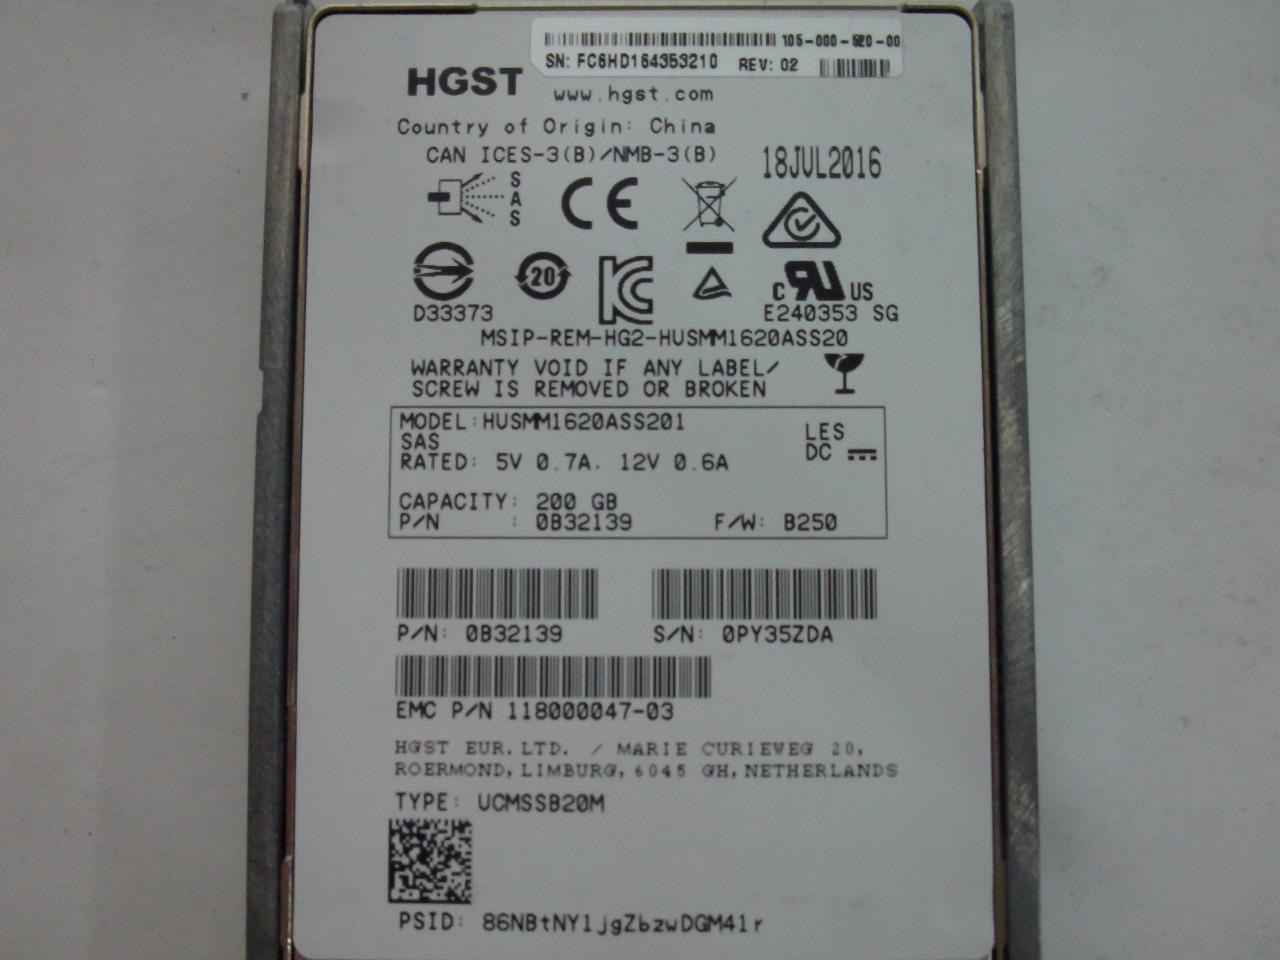 105-000-520-00
SN: FC6HD164353210 REV: 02
HGST
www.hgst.com
Country of Origin: China
CAN ICES-3(B)/NMB-3(B)
18JUL2016
SAS
CE
D33373
20
C US
E240353 SG
MSIP-REM-HG2-HUSMM1620ASS20
WARRANTY VOID IF ANY LABEL/
SCREW IS REMOVED OR BROKEN
MODEL:HUSMM1620ASS201
SAS
LES
DC
RATED: 5V 0.7A. 12V 0.6A
CAPACITY: 200 GB
P/N : 0B32139 F/W: B250
P/N: 0B32139 S/N: 0PY35ZDA
EMC P/N 118000047-03
HGST EUR.LTD. / MARIE CURIEWEG 20,
ROERMOND, LIMBURG, 6045 GH, NETHERLANDS
TYPE: UCMSSB20M
PSID: 86NBtNY1jgZbzwDGM41r